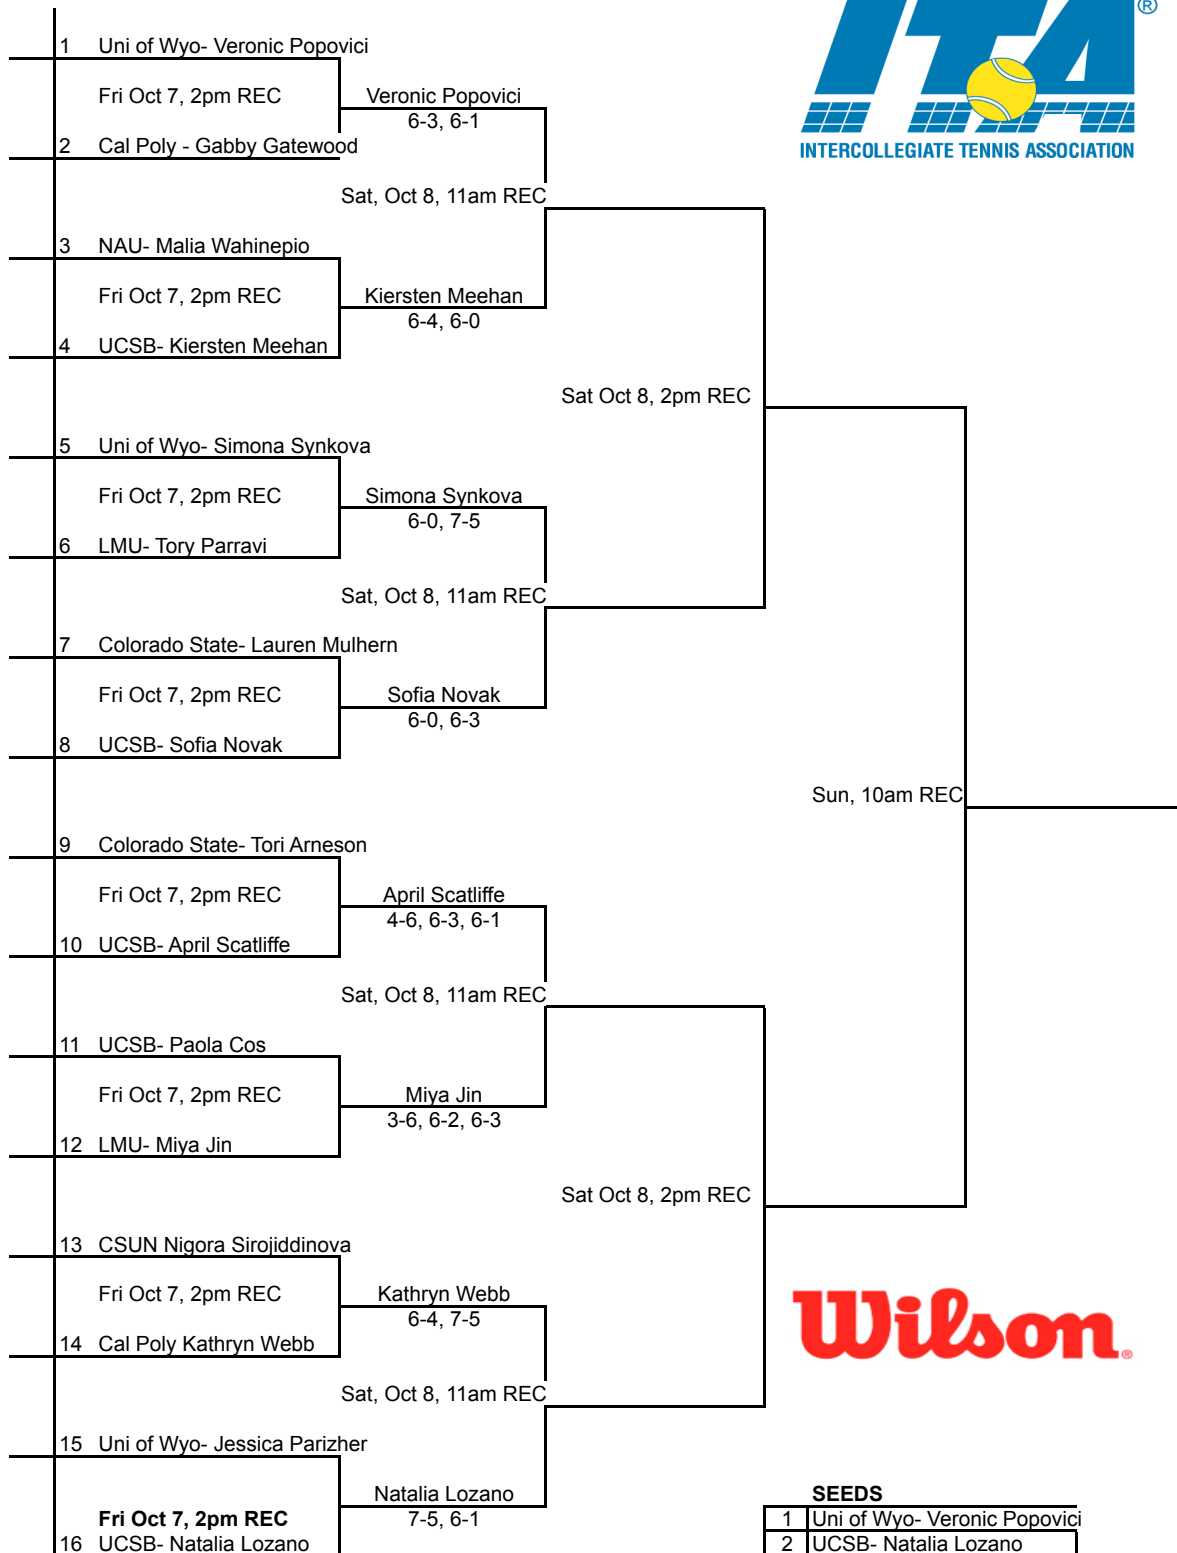 ITA®
INTERCOLLEGIATE TENNIS ASSOCIATION
1 Uni of Wyo- Veronic Popovici
Fri Oct 7, 2pm REC
Veronic Popovici
6-3, 6-1
2 Cal Poly - Gabby Gatewood
Sat, Oct 8, 11am REC
3 NAU- Malia Wahinepio
Fri Oct 7, 2pm REC
Kiersten Meehan
6-4, 6-0
4 UCSB- Kiersten Meehan
Sat Oct 8, 2pm REC
5 Uni of Wyo- Simona Synkova
Fri Oct 7, 2pm REC
Simona Synkova
6-0, 7-5
6 LMU- Tory Parravi
Sat, Oct 8, 11am REC
7 Colorado State- Lauren Mulhern
Fri Oct 7, 2pm REC
Sofia Novak
6-0, 6-3
8 UCSB- Sofia Novak
Sun, 10am REC
9 Colorado State- Tori Arneson
Fri Oct 7, 2pm REC
April Scatliffe
4-6, 6-3, 6-1
10 UCSB- April Scatliffe
Sat, Oct 8, 11am REC
11 UCSB- Paola Cos
Fri Oct 7, 2pm REC
Miya Jin
3-6, 6-2, 6-3
12 LMU- Miya Jin
Sat Oct 8, 2pm REC
13 CSUN Nigora Sirojiddinova
Fri Oct 7, 2pm REC
Kathryn Webb
6-4, 7-5
14 Cal Poly Kathryn Webb
Wilson®
Sat, Oct 8, 11am REC
15 Uni of Wyo- Jessica Parizher
Natalia Lozano
7-5, 6-1
Fri Oct 7, 2pm REC
16 UCSB- Natalia Lozano
SEEDS
1 Uni of Wyo- Veronic Popovici
2 UCSB- Natalia Lozano